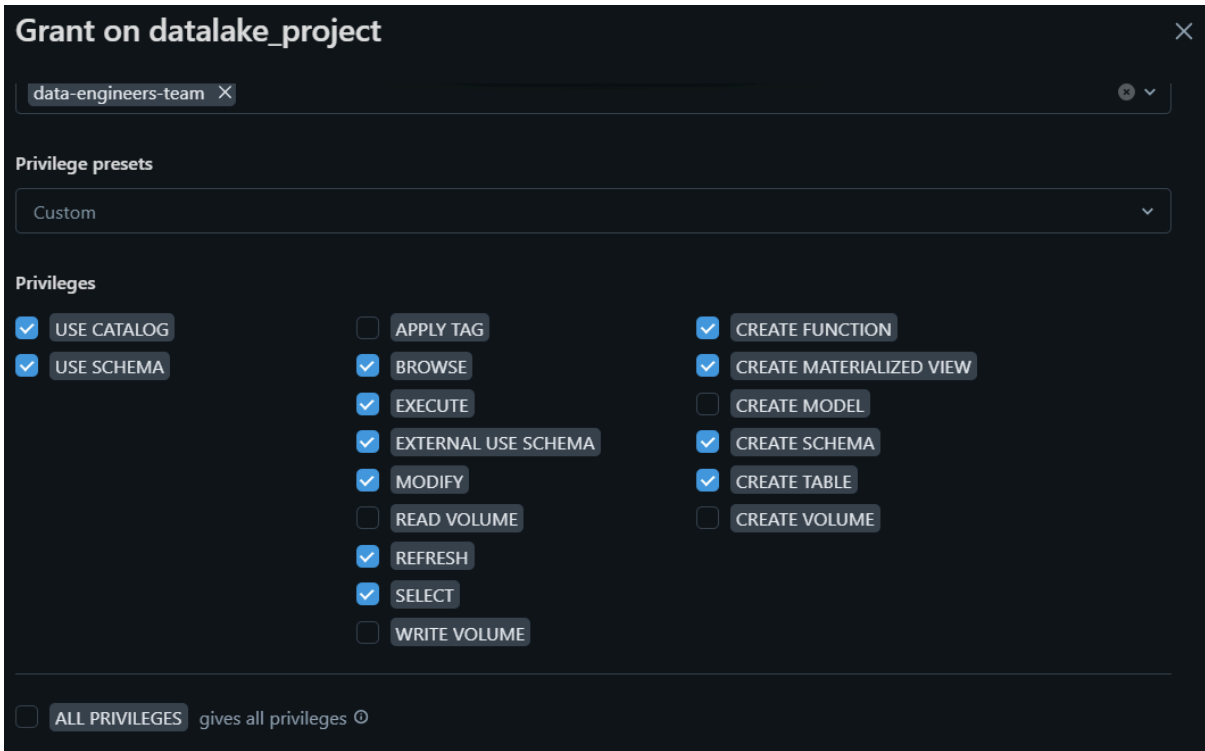 Grant on datalake_project
data-engineers-team
Privilege presets
Custom
Privileges
USE CATALOG
USE SCHEMA
APPLY TAG
BROWSE
EXECUTE
EXTERNAL USE SCHEMA
MODIFY
READ VOLUME
REFRESH
SELECT
WRITE VOLUME
CREATE FUNCTION
CREATE MATERIALIZED VIEW
CREATE MODEL
CREATE SCHEMA
CREATE TABLE
CREATE VOLUME
ALL PRIVILEGES gives all privileges